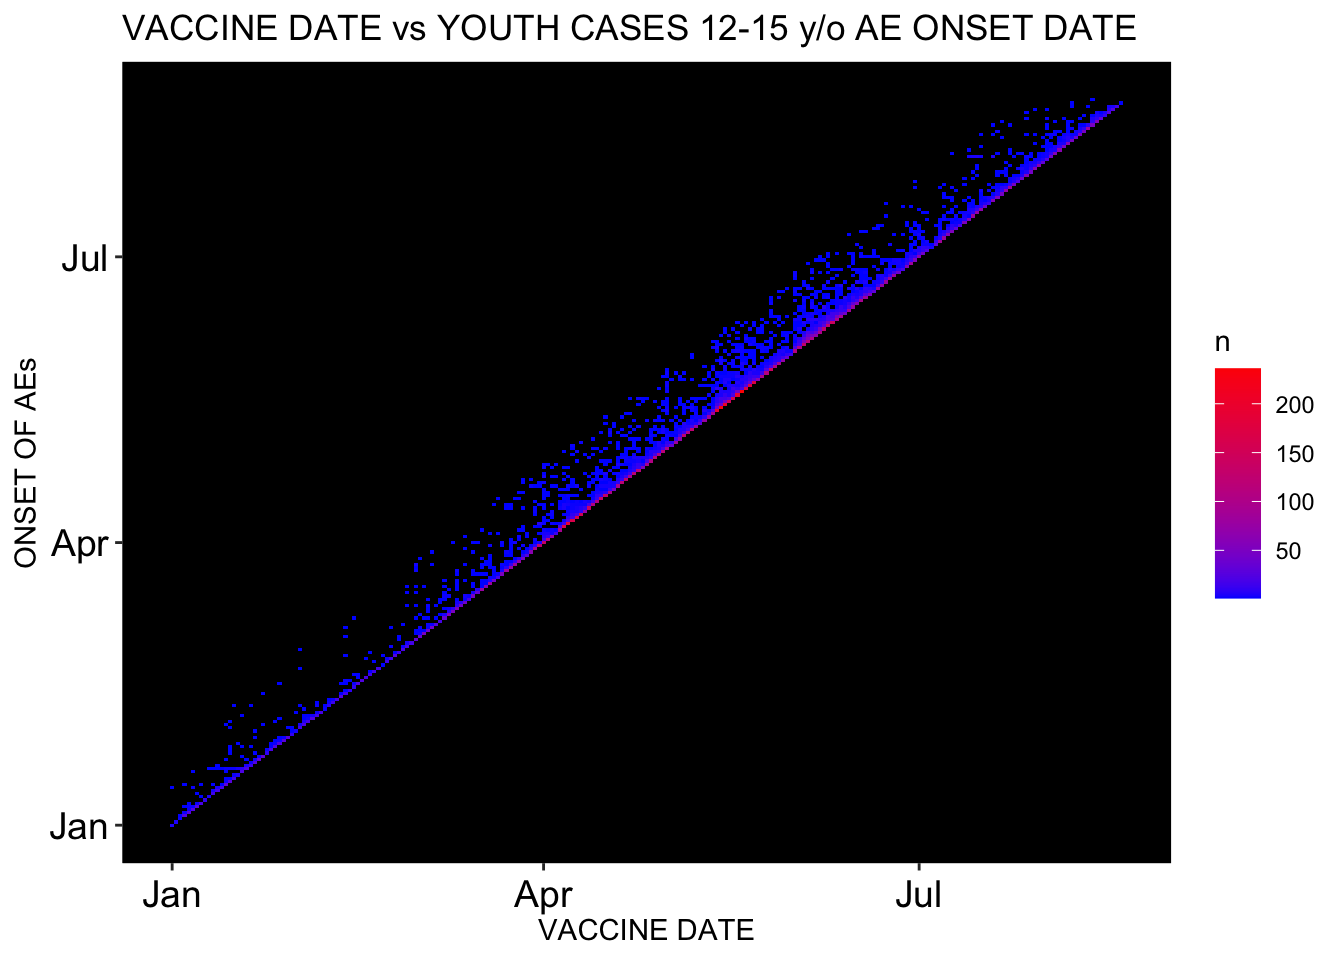 VACCINE DATE vs YOUTH CASES 12-15 y/o AE ONSET DATE
ONSET OF AEs
Jul
Apr
Jan
Jan Apr Jul
VACCINE DATE
n
200
150
100
50